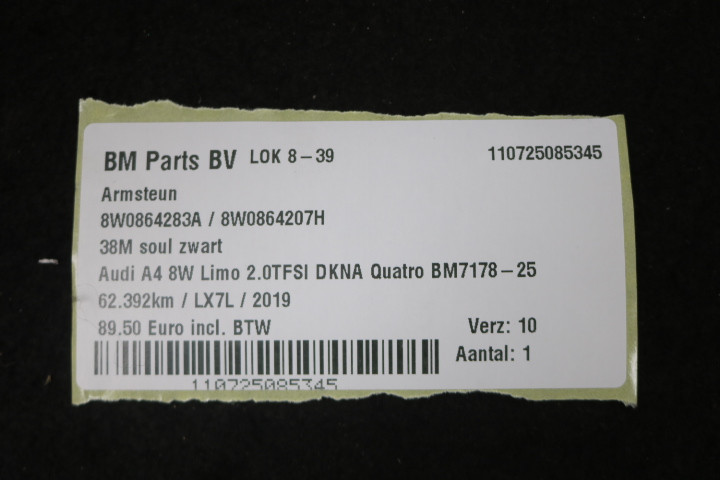 BM Parts BV LOK 8-39 110725085345
Armsteun
8W0864283A / 8W0864207H
38M soul zwart
Audi A4 8W Limo 2.0TFSI DKNA Quatro BM7178-25
62.392km / LX7L / 2019
89.50 Euro incl. BTW Verz: 10
Aantal: 1
110725085345